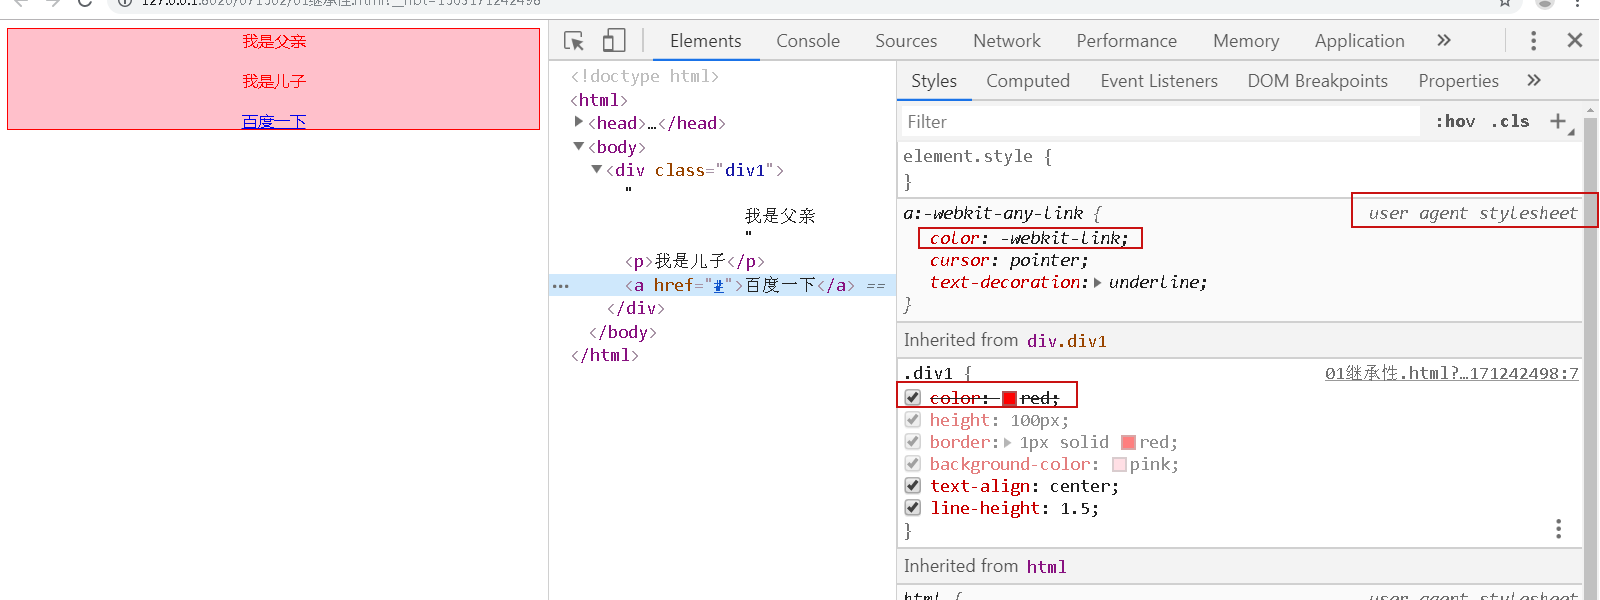 127.0.0.1:8020/071502/01继承性.html?__hbt=1563171242498
我是父亲
我是儿子
百度一下
Elements Console Sources Network Performance Memory Application »
<!doctype html>
<html>
<head>…</head>
<body>
<div class="div1">
"
我是父亲
"
<p>我是儿子</p>
… <a href="#">百度一下</a> ==
</div>
</body>
</html>
Styles Computed Event Listeners DOM Breakpoints Properties »
Filter :hov .cls +
element.style {
}
a:-webkit-any-link { user agent stylesheet
color: -webkit-link;
cursor: pointer;
text-decoration: underline;
}
Inherited from div.div1
.div1 { 01继承性.html?…171242498:7
color: red;
height: 100px;
border: 1px solid red;
background-color: pink;
text-align: center;
line-height: 1.5;
}
Inherited from html
html { user agent stylesheet